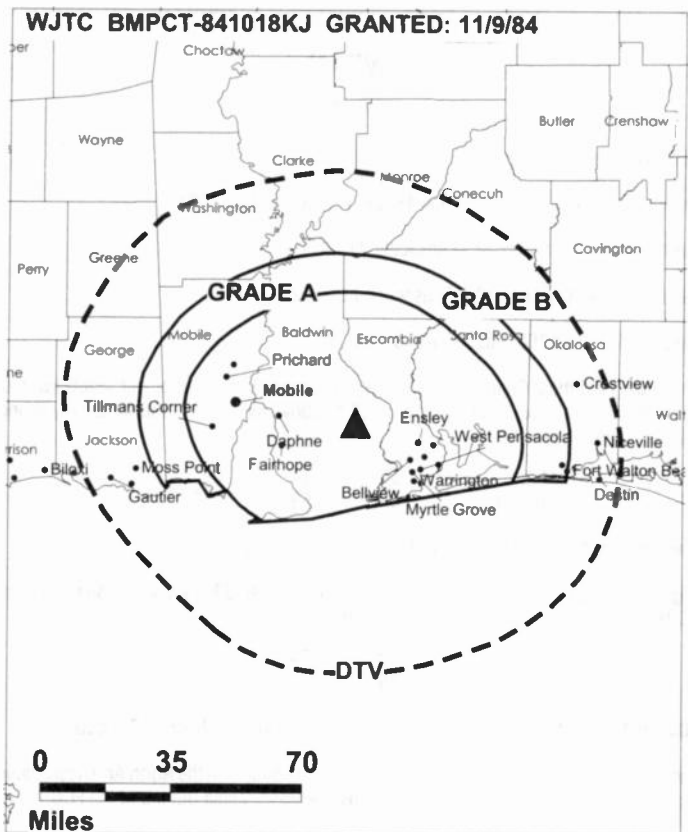 WJTC BMPCT-841018KJ GRANTED: 11/9/84
Choctaw
Wayne
Butler
Crenshaw
Clarke
Monroe
Conecuh
Washington
Covington
Greene
Perry
GRADE A
GRADE B
Mobile
Baldwin
Escambia
Santa Rosa
Okaloosa
George
Prichard
Mobile
Crestview
Tillmans Corner
Ensley
Daphne
West Pensacola
Niceville
Jackson
Biloxi
Moss Point
Fairhope
Fort Walton Bea
Warrington
Gautier
Bellview
Destin
Myrtle Grove
DTV
0 35 70
Miles